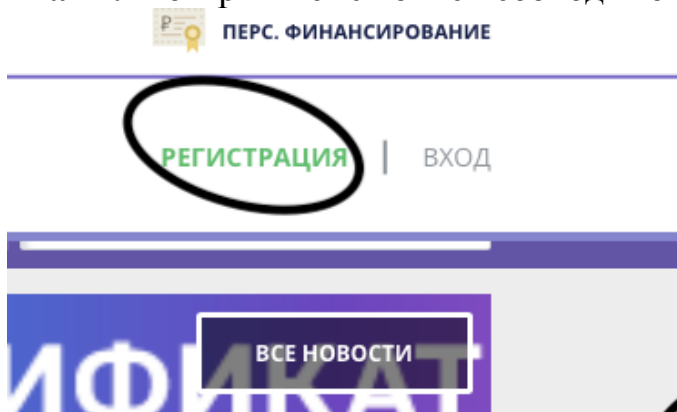 ПЕРС. ФИНАНСИРОВАНИЕ
РЕГИСТРАЦИЯ | ВХОД
ВСЕ НОВОСТИ
ИФИКАТ